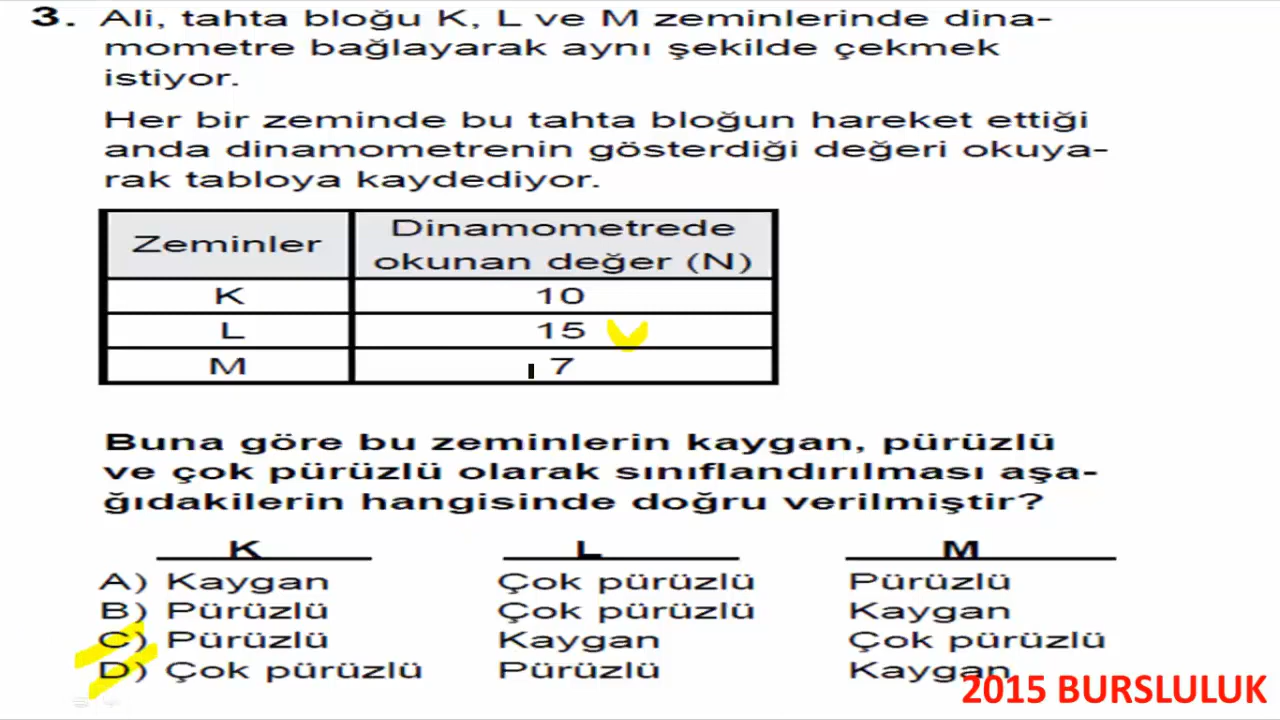 3. Ali, tahta bloğu K, L ve M zeminlerinde dina-
mometre bağlayarak aynı şekilde çekmek
istiyor.
Her bir zeminde bu tahta bloğun hareket ettiği
anda dinamometrenin gösterdiği değeri okuya-
rak tabloya kaydediyor.
Zeminler Dinamometrede
okunan değer (N)
K 10
L 15
M 7
Buna göre bu zeminlerin kaygan, pürüzlü
ve çok pürüzlü olarak sınıflandırılması aşa-
ğıdakilerin hangisinde doğru verilmiştir?
K L M
A) Kaygan Çok pürüzlü Pürüzlü
B) Pürüzlü Çok pürüzlü Kaygan
C) Pürüzlü Kaygan Çok pürüzlü
D) Çok pürüzlü Pürüzlü Kaygan
2015 BURSLULUK